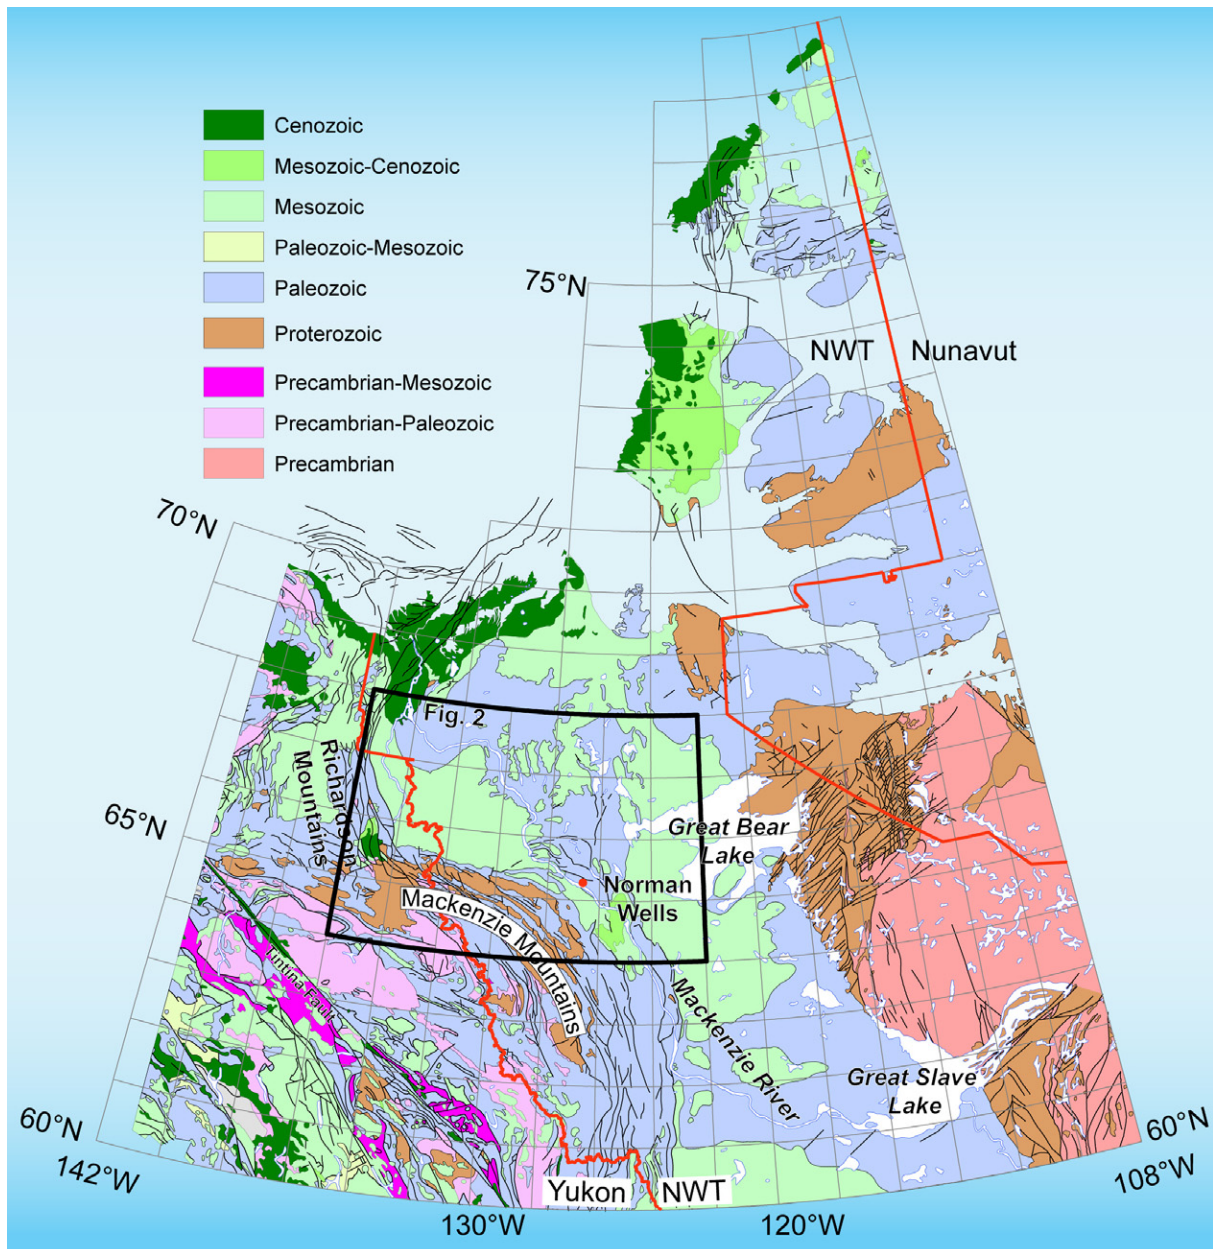 Cenozoic
Mesozoic-Cenozoic
Mesozoic
Paleozoic-Mesozoic
Paleozoic
Proterozoic
Precambrian-Mesozoic
Precambrian-Paleozoic
Precambrian
75°N
NWT
Nunavut
70°N
Fig. 2
Richardson
Mountains
65°N
Great Bear
Lake
Norman
Wells
Mackenzie Mountains
Tintina Fault
Mackenzie River
Great Slave
Lake
60°N
142°W
60°N
108°W
Yukon
NWT
130°W
120°W